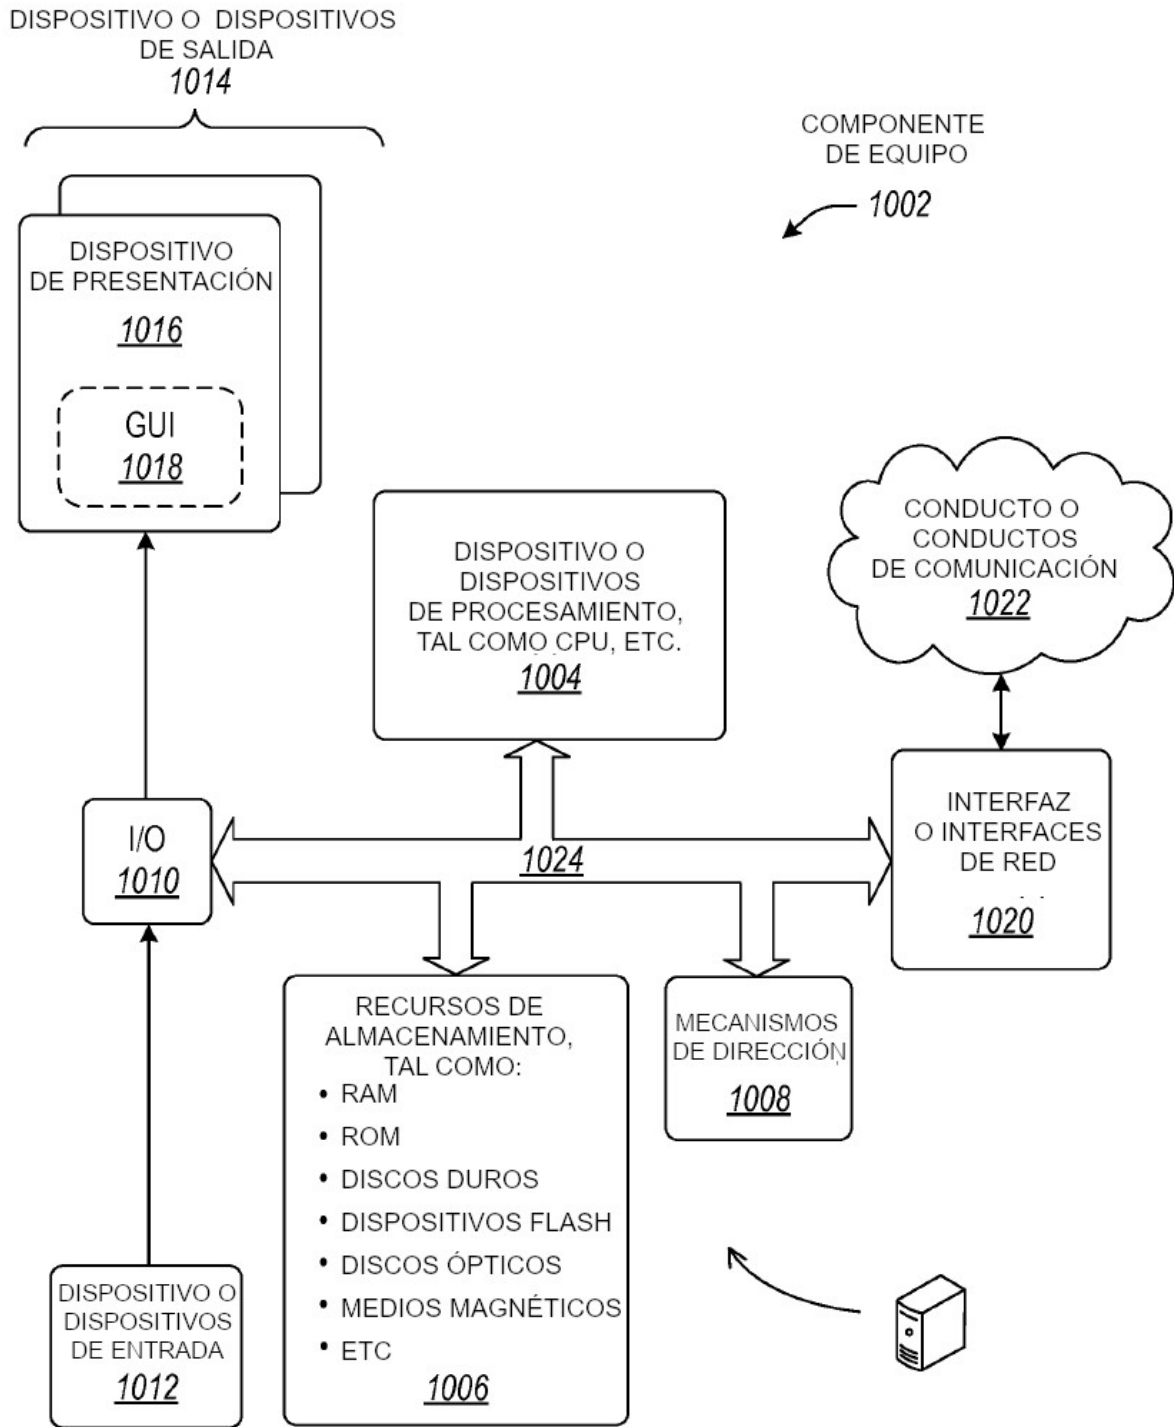 DISPOSITIVO O DISPOSITIVOS
DE SALIDA
1014
COMPONENTE
DE EQUIPO
1002
DISPOSITIVO
DE PRESENTACIÓN
1016
GUI
1018
DISPOSITIVO O
DISPOSITIVOS
DE PROCESAMIENTO,
TAL COMO CPU, ETC.
1004
CONDUCTO O
CONDUCTOS
DE COMUNICACIÓN
1022
I/O
1010
1024
INTERFAZ
O INTERFACES
DE RED
1020
RECURSOS DE
ALMACENAMIENTO,
TAL COMO:
• RAM
• ROM
• DISCOS DUROS
• DISPOSITIVOS FLASH
• DISCOS ÓPTICOS
• MEDIOS MAGNÉTICOS
• ETC
1006
MECANISMOS
DE DIRECCIÓN
1008
DISPOSITIVO O
DISPOSITIVOS
DE ENTRADA
1012